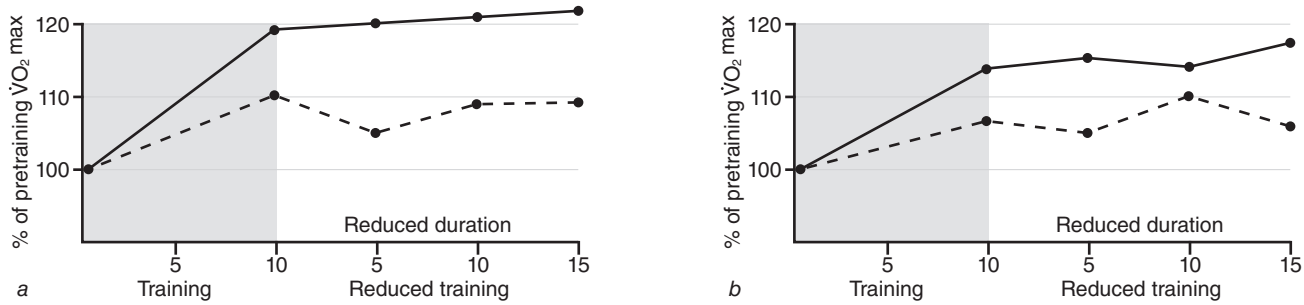 % of pretraining V̇O₂ max
120
110
100
Reduced duration
5 10 5 10 15
a Training Reduced training
% of pretraining V̇O₂ max
120
110
100
Reduced duration
5 10 5 10 15
b Training Reduced training